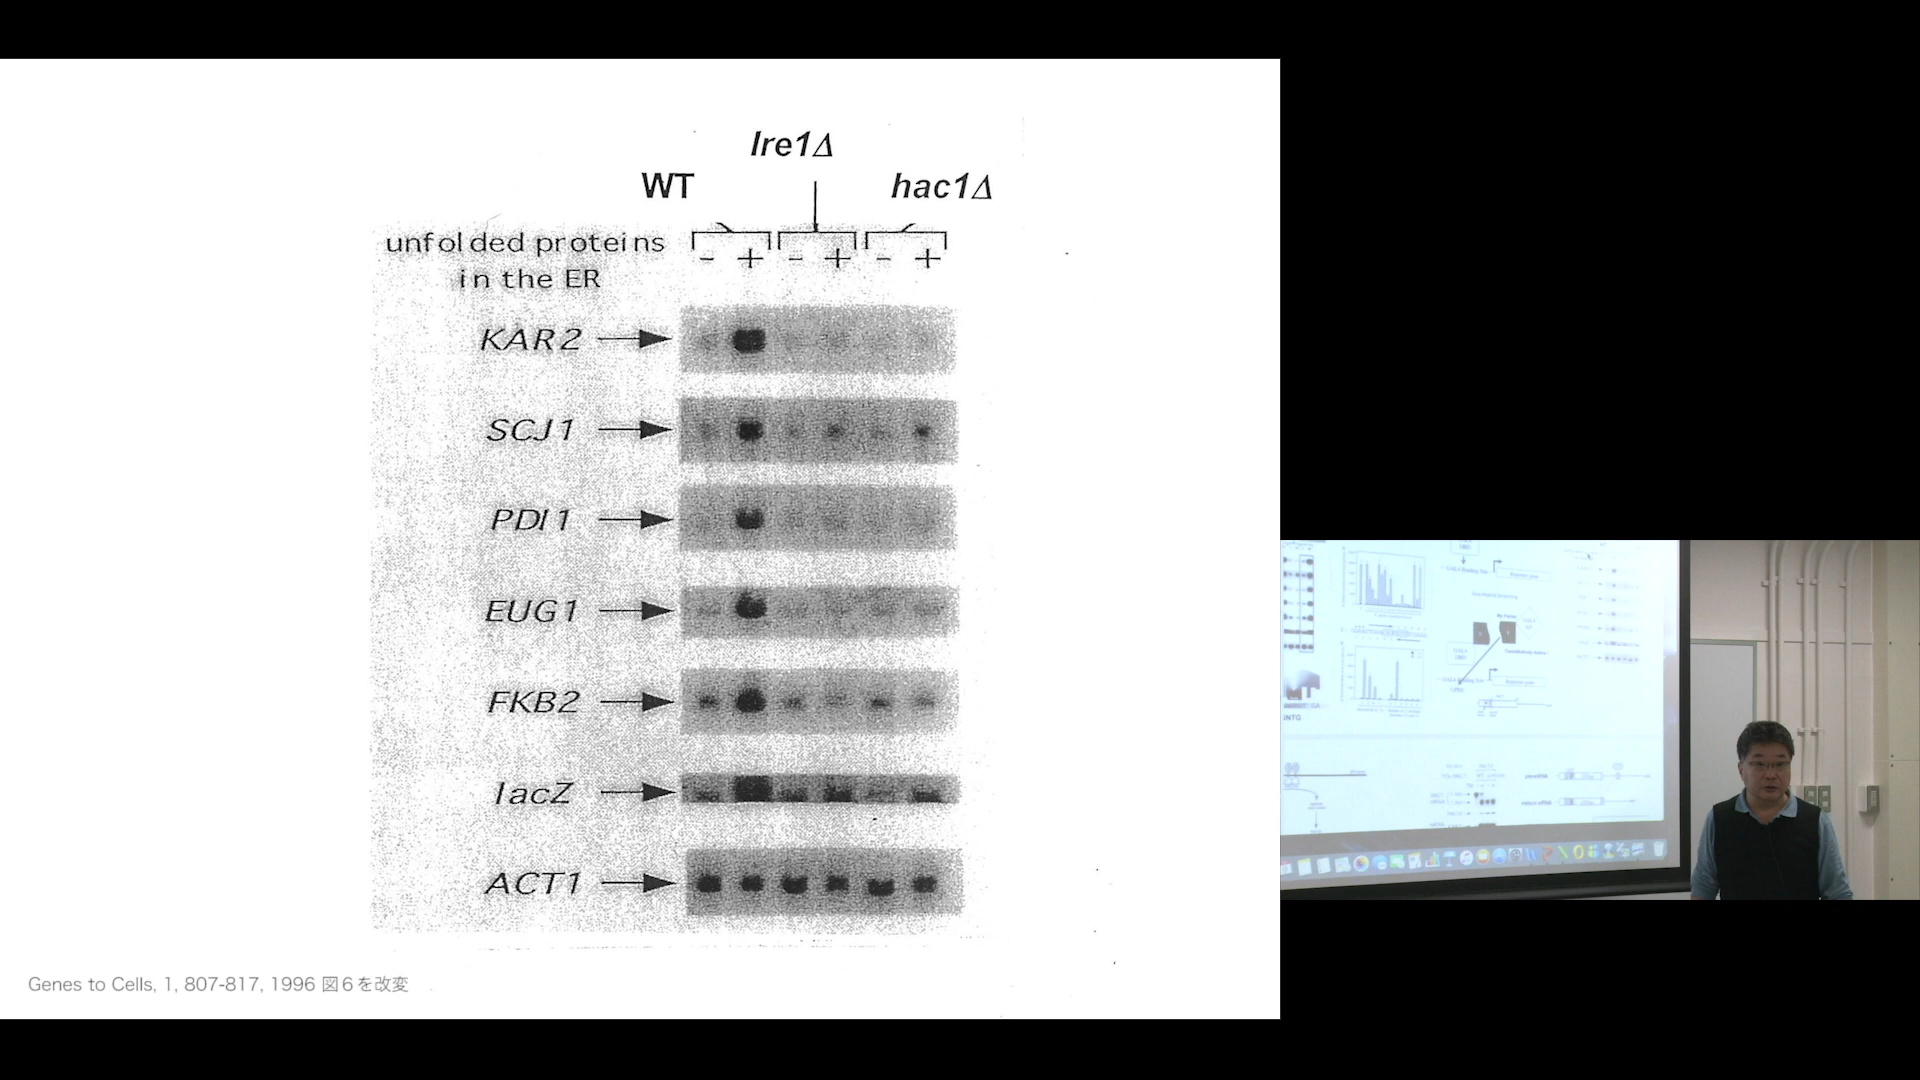 Ire1Δ
WT
hac1Δ
unfolded proteins
in the ER
- + - + - +
KAR2
SCJ1
PDI1
EUG1
FKB2
lacZ
ACT1
Genes to Cells, 1, 807-817, 1996 図6を改変